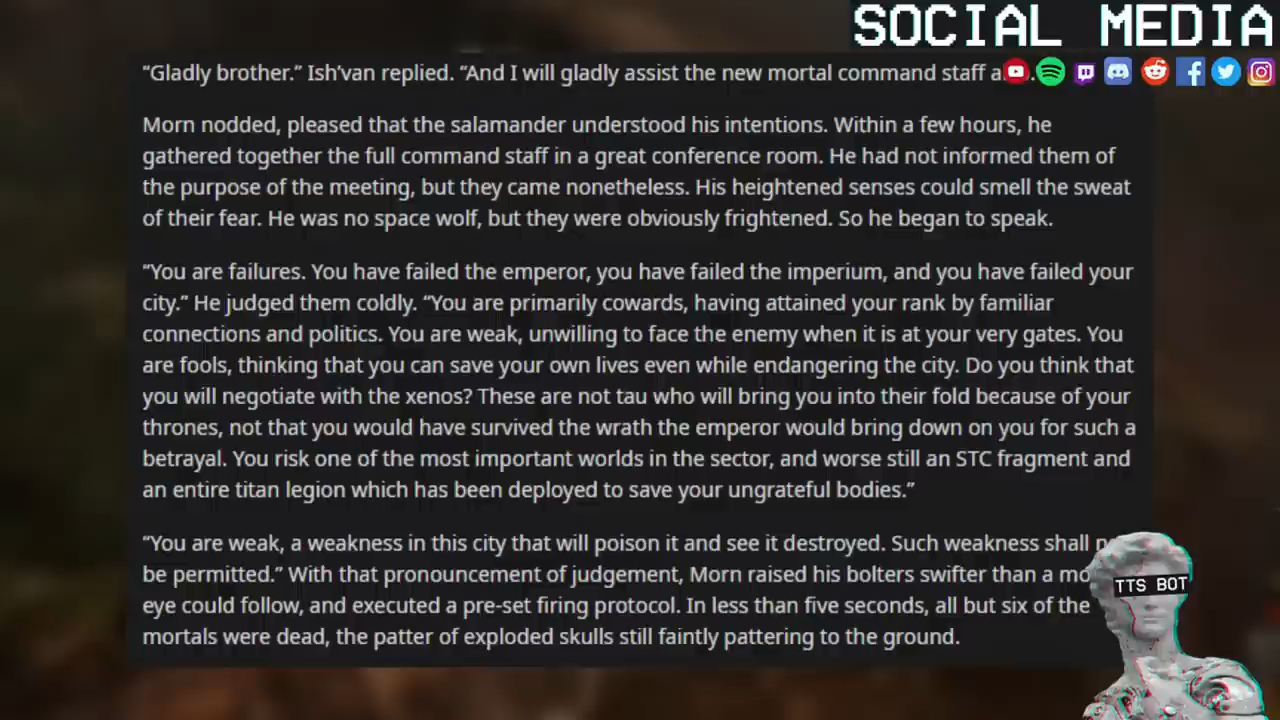 SOCIAL MEDIA
“Gladly brother.” Ish’van replied. “And I will gladly assist the new mortal command staff
Morn nodded, pleased that the salamander understood his intentions. Within a few hours, he
gathered together the full command staff in a great conference room. He had not informed them of
the purpose of the meeting, but they came nonetheless. His heightened senses could smell the sweat
of their fear. He was no space wolf, but they were obviously frightened. So he began to speak.
“You are failures. You have failed the emperor, you have failed the imperium, and you have failed your
city.” He judged them coldly. “You are primarily cowards, having attained your rank by familiar
connections and politics. You are weak, unwilling to face the enemy when it is at your very gates. You
are fools, thinking that you can save your own lives even while endangering the city. Do you think that
you will negotiate with the xenos? These are not tau who will bring you into their fold because of your
thrones, not that you would have survived the wrath the emperor would bring down on you for such a
betrayal. You risk one of the most important worlds in the sector, and worse still an STC fragment and
an entire titan legion which has been deployed to save your ungrateful bodies.”
“You are weak, a weakness in this city that will poison it and see it destroyed. Such weakness shall
be permitted.” With that pronouncement of judgement, Morn raised his bolters swifter than a
eye could follow, and executed a pre-set firing protocol. In less than five seconds, all but six of the
mortals were dead, the patter of exploded skulls still faintly pattering to the ground.
TTS BOT